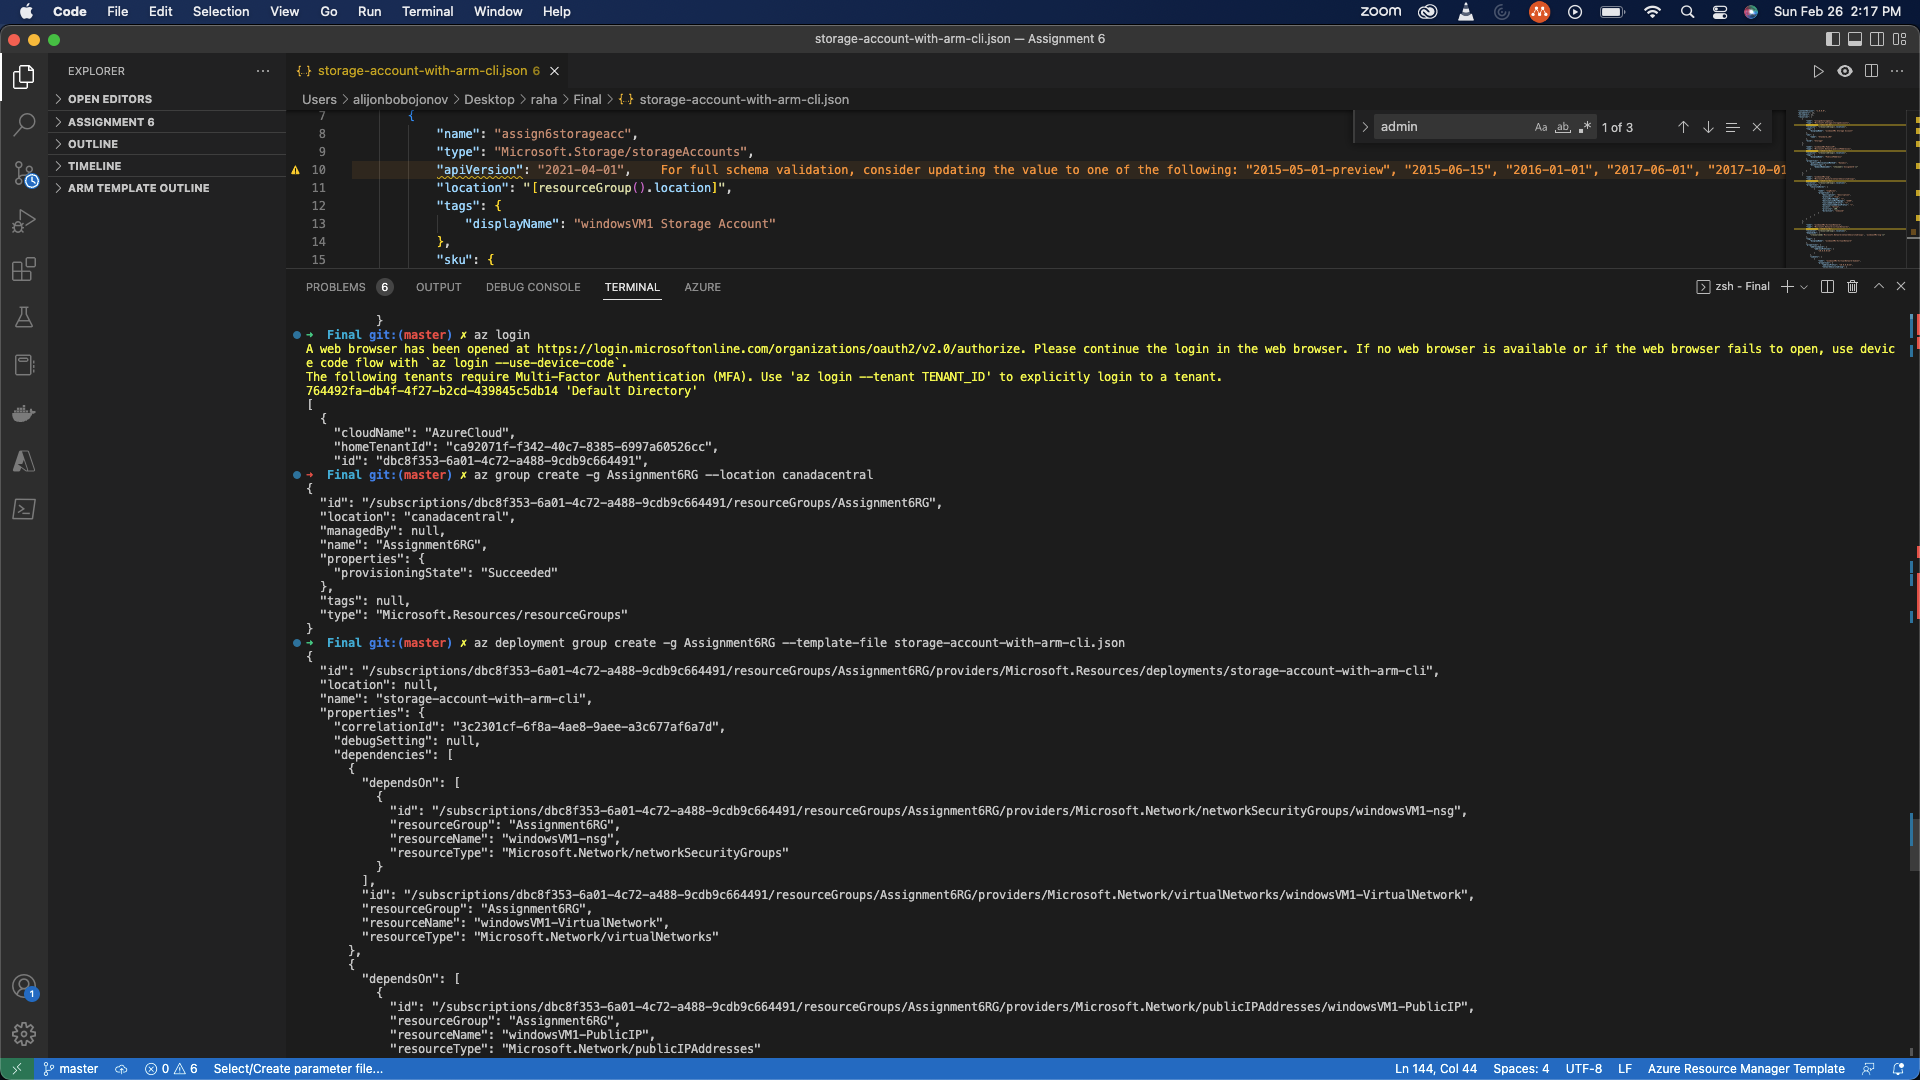 Code File Edit Selection View Go Run Terminal Window Help zoom Sun Feb 26 2:17 PM
storage-account-with-arm-cli.json — Assignment 6
EXPLORER
OPEN EDITORS
ASSIGNMENT 6
OUTLINE
TIMELINE
ARM TEMPLATE OUTLINE
{} storage-account-with-arm-cli.json 6
Users > alijonbobojonov > Desktop > raha > Final > {} storage-account-with-arm-cli.json
admin Aa ab 1 of 3
7 {
8 "name": "assign6storageacc",
9 "type": "Microsoft.Storage/storageAccounts",
10 "apiVersion": "2021-04-01", For full schema validation, consider updating the value to one of the following: "2015-05-01-preview", "2015-06-15", "2016-01-01", "2017-06-01", "2017-10-01
11 "location": "[resourceGroup().location]",
12 "tags": {
13 "displayName": "windowsVM1 Storage Account"
14 },
15 "sku": {
PROBLEMS 6 OUTPUT DEBUG CONSOLE TERMINAL AZURE zsh - Final
}
➜ Final git:(master) ✗ az login
A web browser has been opened at https://login.microsoftonline.com/organizations/oauth2/v2.0/authorize. Please continue the login in the web browser. If no web browser is available or if the web browser fails to open, use devic
e code flow with `az login --use-device-code`.
The following tenants require Multi-Factor Authentication (MFA). Use 'az login --tenant TENANT_ID' to explicitly login to a tenant.
764492fa-db4f-4f27-b2cd-439845c5db14 'Default Directory'
[
{
"cloudName": "AzureCloud",
"homeTenantId": "ca92071f-f342-40c7-8385-6997a60526cc",
"id": "dbc8f353-6a01-4c72-a488-9cdb9c664491",
➜ Final git:(master) ✗ az group create -g Assignment6RG --location canadacentral
{
"id": "/subscriptions/dbc8f353-6a01-4c72-a488-9cdb9c664491/resourceGroups/Assignment6RG",
"location": "canadacentral",
"managedBy": null,
"name": "Assignment6RG",
"properties": {
"provisioningState": "Succeeded"
},
"tags": null,
"type": "Microsoft.Resources/resourceGroups"
}
➜ Final git:(master) ✗ az deployment group create -g Assignment6RG --template-file storage-account-with-arm-cli.json
{
"id": "/subscriptions/dbc8f353-6a01-4c72-a488-9cdb9c664491/resourceGroups/Assignment6RG/providers/Microsoft.Resources/deployments/storage-account-with-arm-cli",
"location": null,
"name": "storage-account-with-arm-cli",
"properties": {
"correlationId": "3c2301cf-6f8a-4ae8-9aee-a3c677af6a7d",
"debugSetting": null,
"dependencies": [
{
"dependsOn": [
{
"id": "/subscriptions/dbc8f353-6a01-4c72-a488-9cdb9c664491/resourceGroups/Assignment6RG/providers/Microsoft.Network/networkSecurityGroups/windowsVM1-nsg",
"resourceGroup": "Assignment6RG",
"resourceName": "windowsVM1-nsg",
"resourceType": "Microsoft.Network/networkSecurityGroups"
}
],
"id": "/subscriptions/dbc8f353-6a01-4c72-a488-9cdb9c664491/resourceGroups/Assignment6RG/providers/Microsoft.Network/virtualNetworks/windowsVM1-VirtualNetwork",
"resourceGroup": "Assignment6RG",
"resourceName": "windowsVM1-VirtualNetwork",
"resourceType": "Microsoft.Network/virtualNetworks"
},
{
"dependsOn": [
{
"id": "/subscriptions/dbc8f353-6a01-4c72-a488-9cdb9c664491/resourceGroups/Assignment6RG/providers/Microsoft.Network/publicIPAddresses/windowsVM1-PublicIP",
"resourceGroup": "Assignment6RG",
"resourceName": "windowsVM1-PublicIP",
"resourceType": "Microsoft.Network/publicIPAddresses"
1
master 0 6 Select/Create parameter file... Ln 144, Col 44 Spaces: 4 UTF-8 LF Azure Resource Manager Template